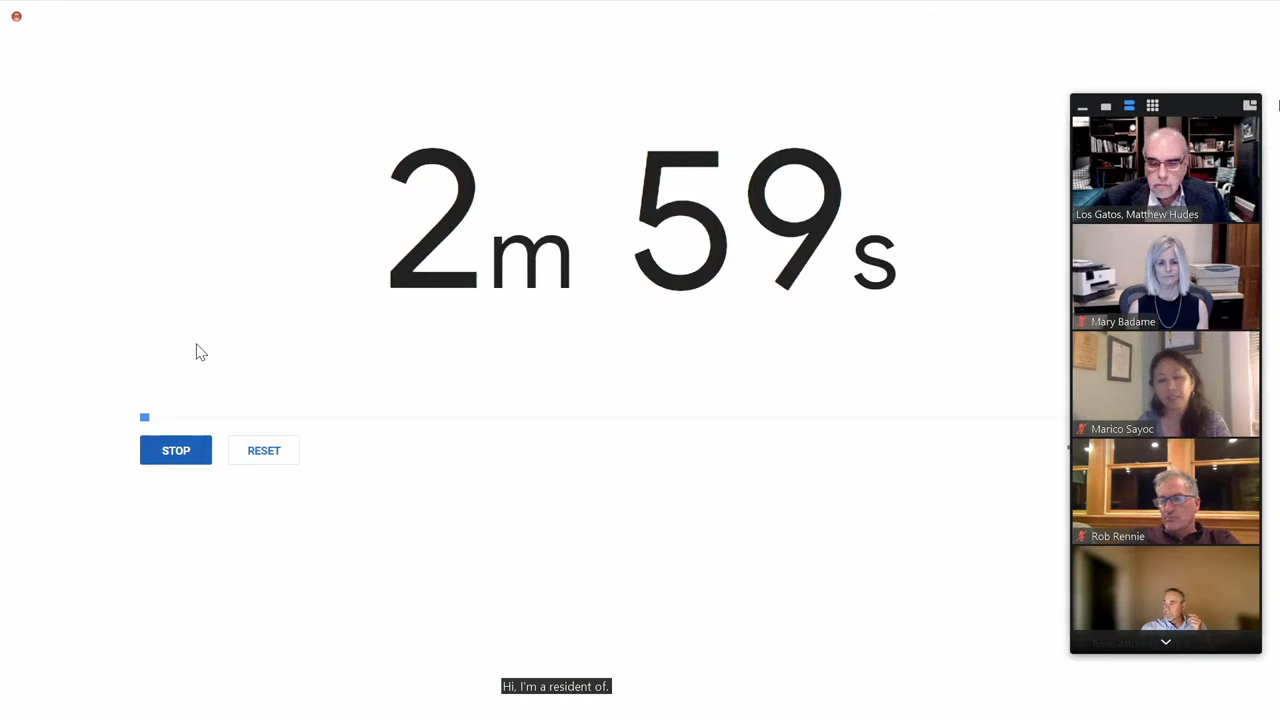 2m 59s
STOP
RESET
Los Gatos, Matthew Hudes
Mary Badame
Marico Sayoc
Rob Rennie
Hi, I'm a resident of.